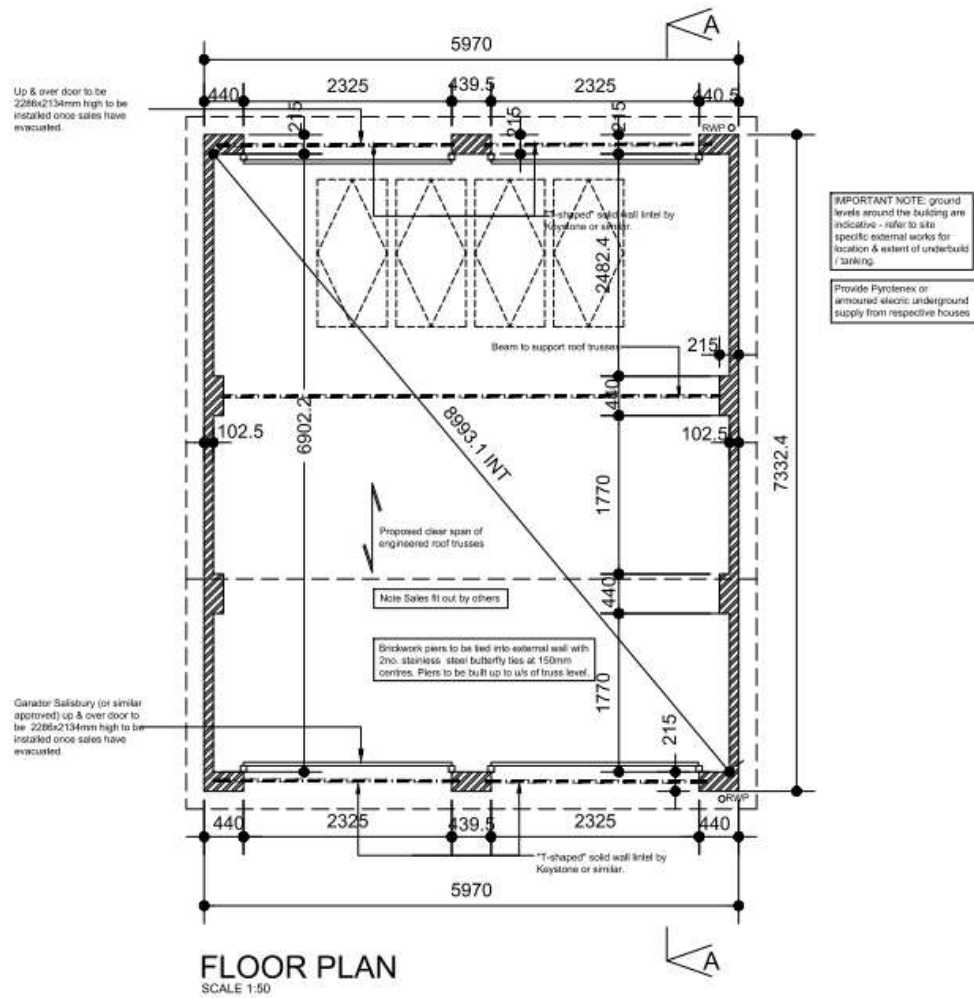 A
5970
440
2325
439.5
2325
440.5
Up & over door to be
2286x2134mm high to be
installed once sales have
evacuated.
215
215
215
RWP
"T-shaped" solid wall lintel by
Keystone or similar.
2482.4
IMPORTANT NOTE: ground
levels around the building are
indicative - refer to site
specific external works for
location & extent of underbuild
/ tanking.
Provide Pyrotenex or
armoured elecric underground
supply from respective houses
Beam to support roof trusses
215
440
6902.2
8993.1 INT
102.5
102.5
7332.4
1770
Proposed clear span of
engineered roof trusses
440
Note Sales fit out by others
Brickwork piers to be tied into external wall with
2no. stainless steel butterfly ties at 150mm
centres. Piers to be built up to u/s of truss level.
1770
Garador Salisbury (or similar
approved) up & over door to
be 2286x2134mm high to be
installed once sales have
evacuated.
215
RWP
440
2325
439.5
2325
440
"T-shaped" solid wall lintel by
Keystone or similar.
5970
A
FLOOR PLAN
SCALE 1:50